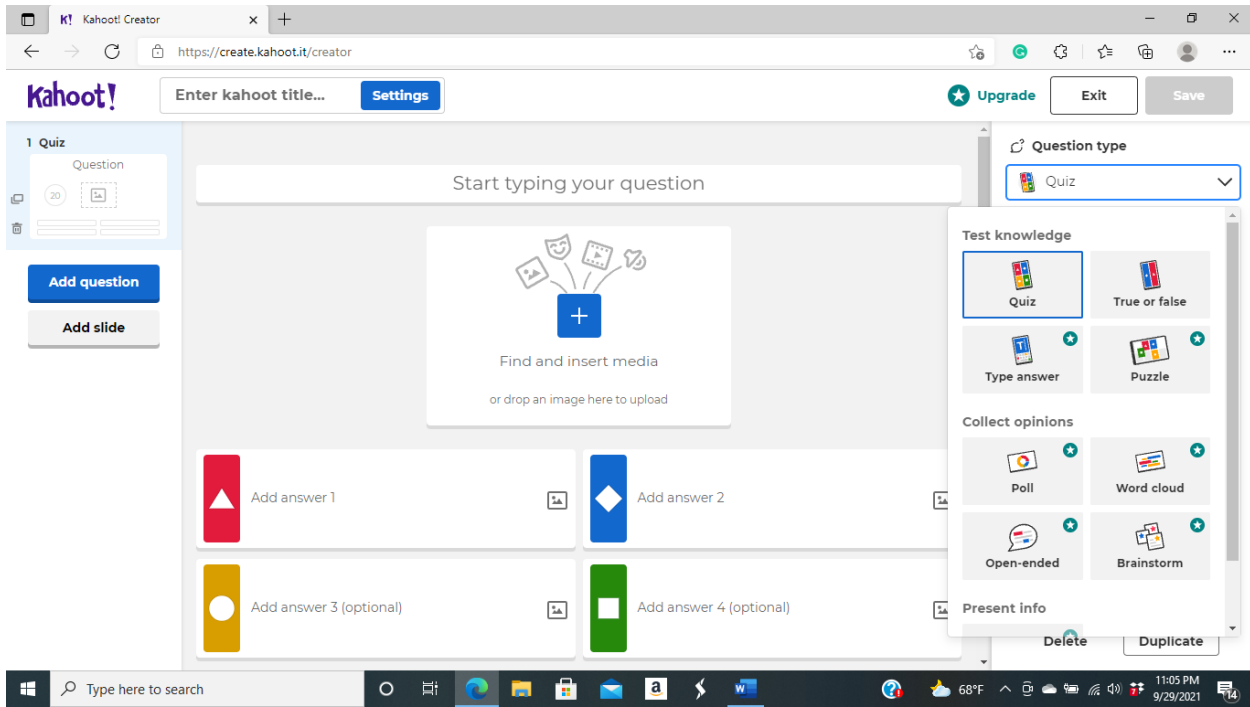 K! Kahoot! Creator
https://create.kahoot.it/creator
Kahoot!
Enter kahoot title...
Settings
Upgrade
Exit
Save
1 Quiz
Question
20
Add question
Add slide
Start typing your question
Find and insert media
or drop an image here to upload
Add answer 1
Add answer 2
Add answer 3 (optional)
Add answer 4 (optional)
Question type
Quiz
Test knowledge
Quiz
True or false
Type answer
Puzzle
Collect opinions
Poll
Word cloud
Open-ended
Brainstorm
Present info
Delete
Duplicate
Type here to search
68°F
11:05 PM
9/29/2021
14